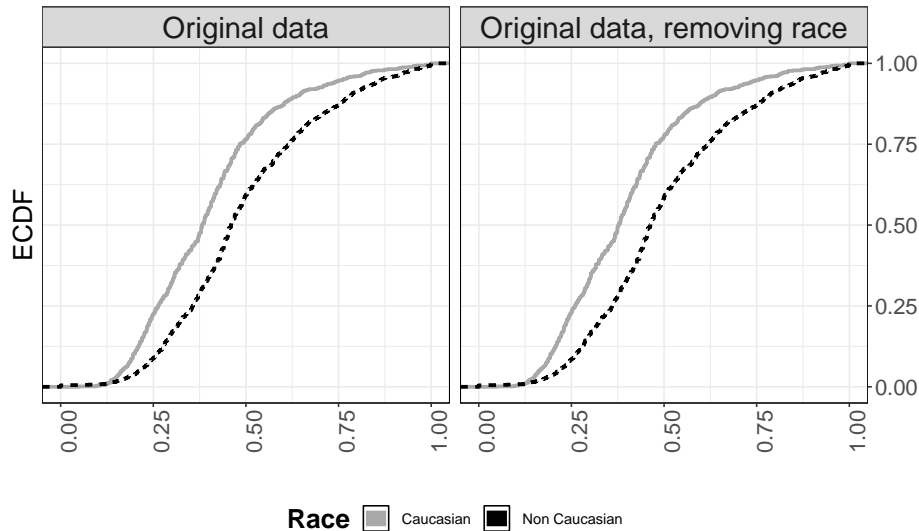 Original data
Original data, removing race
ECDF
1.00
0.75
0.50
0.25
0.00
0.00 0.25 0.50 0.75 1.00
0.00 0.25 0.50 0.75 1.00
Race Caucasian Non Caucasian